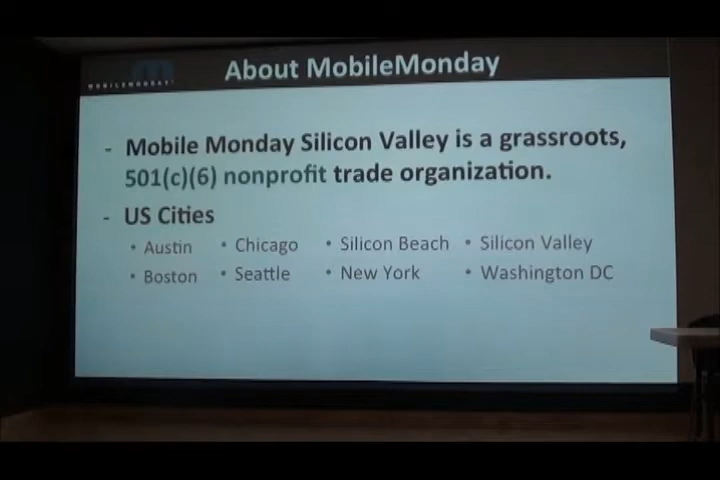 MOBILEMONDAY
About MobileMonday
- Mobile Monday Silicon Valley is a grassroots,
501(c)(6) nonprofit trade organization.
- US Cities
• Austin • Chicago • Silicon Beach • Silicon Valley
• Boston • Seattle • New York • Washington DC